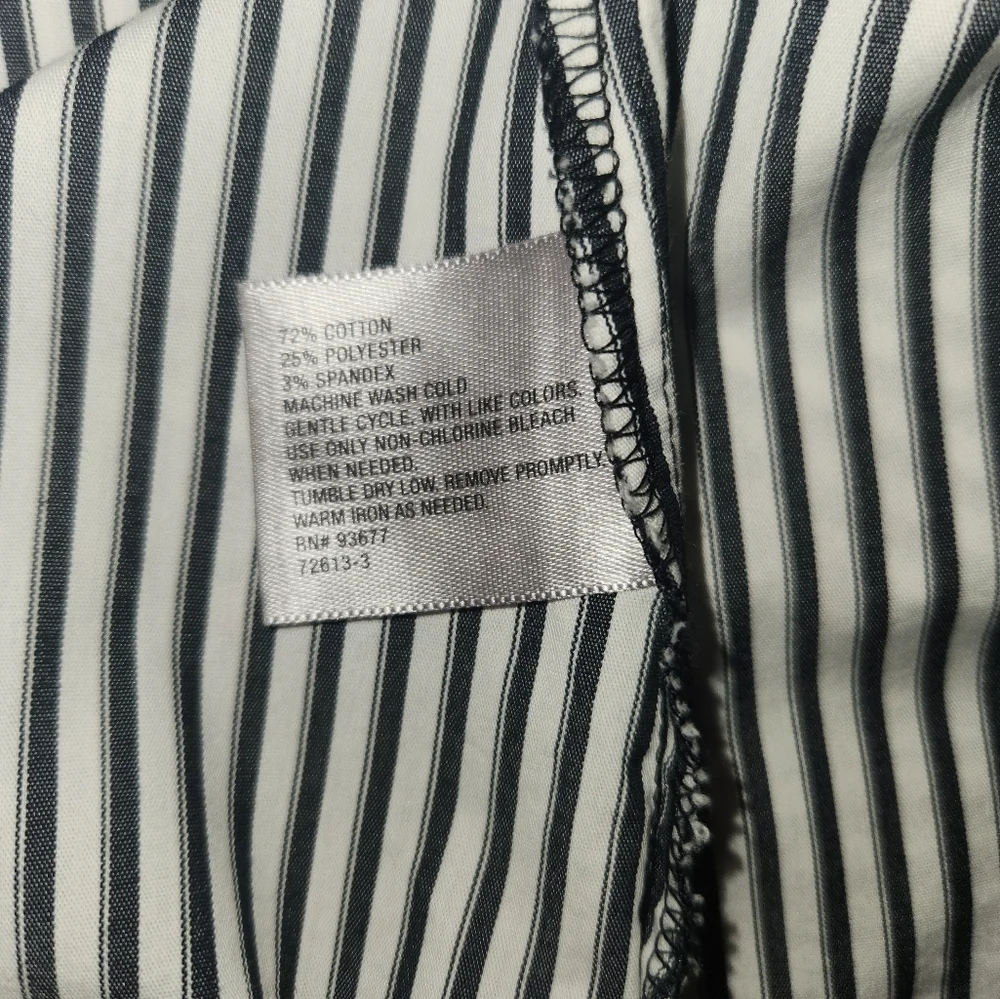 72% COTTON
25% POLYESTER
3% SPANDEX
MACHINE WASH COLD
GENTLE CYCLE, WITH LIKE COLORS.
USE ONLY NON-CHLORINE BLEACH
WHEN NEEDED.
TUMBLE DRY LOW, REMOVE PROMPTLY.
WARM IRON AS NEEDED.
RN# 93677
72613-3